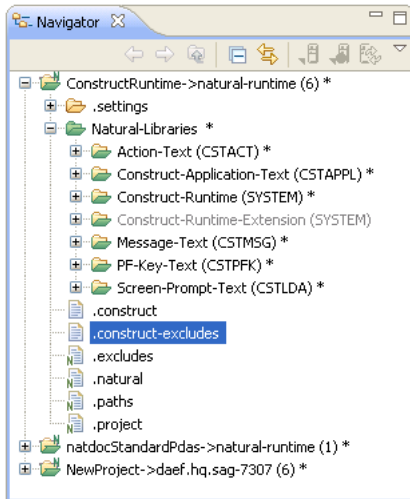 Navigator
ConstructRuntime->natural-runtime (6) *
.settings
Natural-Libraries *
Action-Text (CSTACT) *
Construct-Application-Text (CSTAPPL) *
Construct-Runtime (SYSTEM) *
Construct-Runtime-Extension (SYSTEM)
Message-Text (CSTMSG) *
PF-Key-Text (CSTPFK) *
Screen-Prompt-Text (CSTLDA) *
.construct
.construct-excludes
.excludes
.natural
.paths
.project
natdocStandardPdas->natural-runtime (1) *
NewProject->daef.hq.sag-7307 (6) *